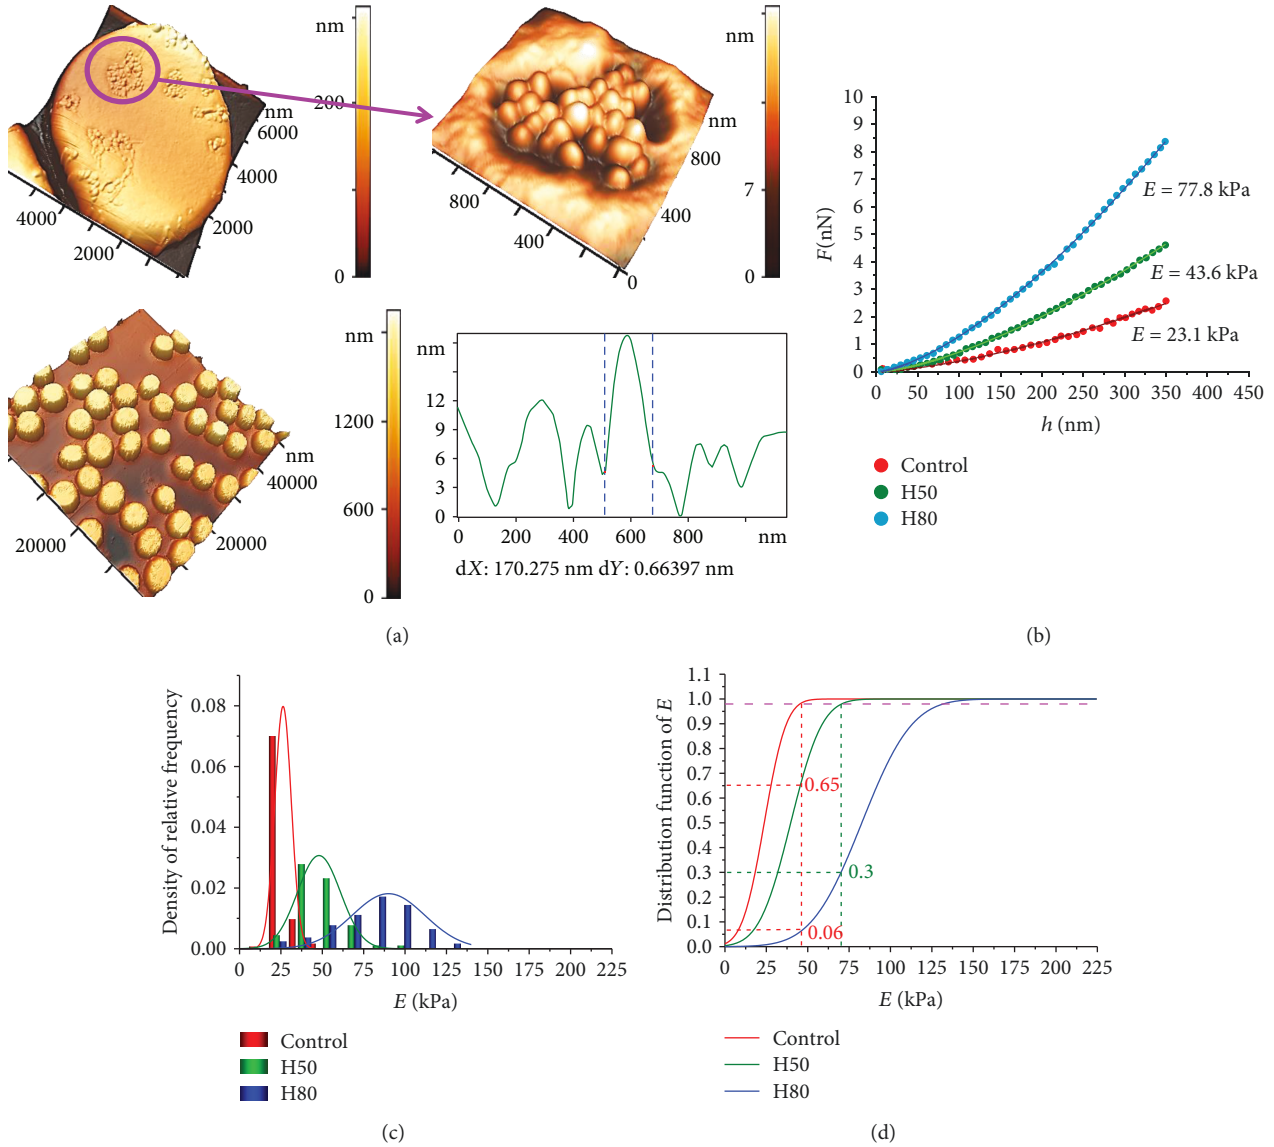 nm
200
0
nm
6000
4000
2000
4000
2000
nm
7
0
nm
800
400
0
800
400
nm
1200
600
0
nm
40000
20000
20000
nm
12
9
6
3
0
0 200 400 600 800 nm
dX: 170.275 nm dY: 0.66397 nm
(a)
10
9
8
7
6
5
4
3
2
1
0
F(nN)
E = 77.8 kPa
E = 43.6 kPa
E = 23.1 kPa
0 50 100 150 200 250 300 350 400 450
h (nm)
Control
H50
H80
(b)
Density of relative frequency
0.08
0.06
0.04
0.02
0.00
0 25 50 75 100 125 150 175 200 225
E (kPa)
Control
H50
H80
(c)
Distribution function of E
1.1
1.0
0.9
0.8
0.7
0.6
0.5
0.4
0.3
0.2
0.1
0.0
0.65
0.3
0.06
0 25 50 75 100 125 150 175 200 225
E (kPa)
Control
H50
H80
(d)